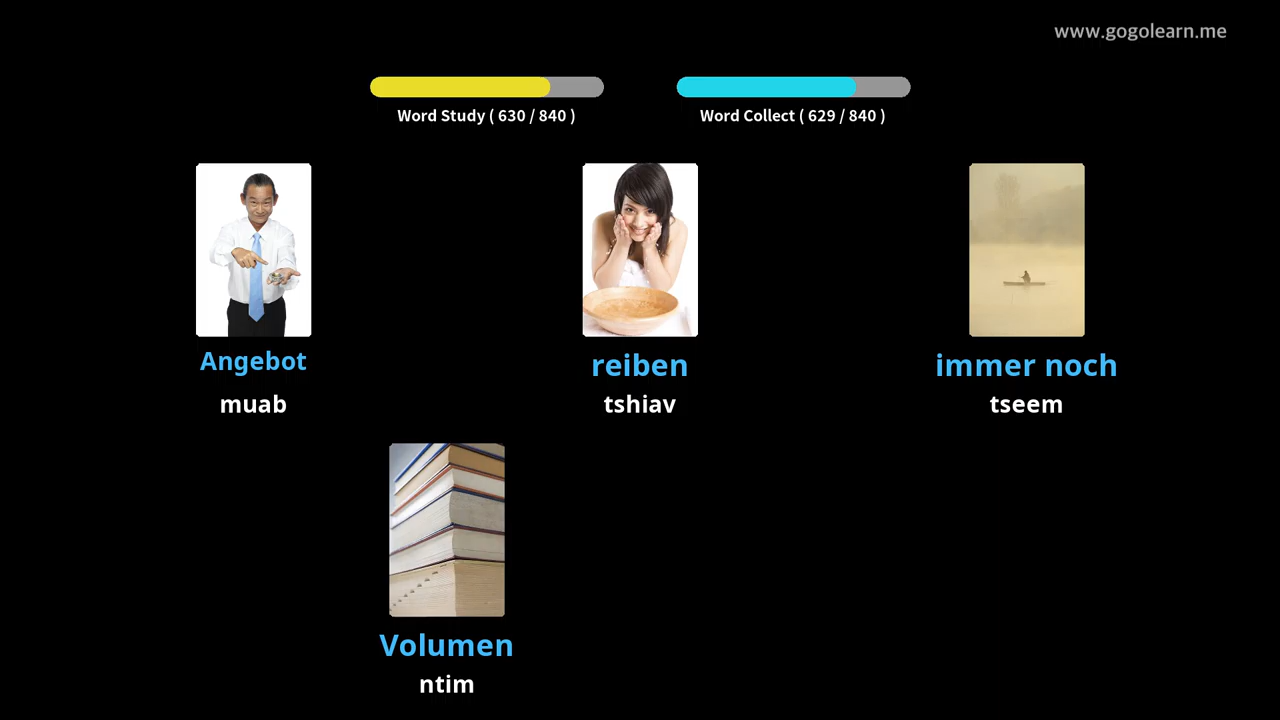 www.gogolearn.me
Word Study ( 630 / 840 )
Word Collect ( 629 / 840 )
Angebot
muab
reiben
tshiav
immer noch
tseem
Volumen
ntim